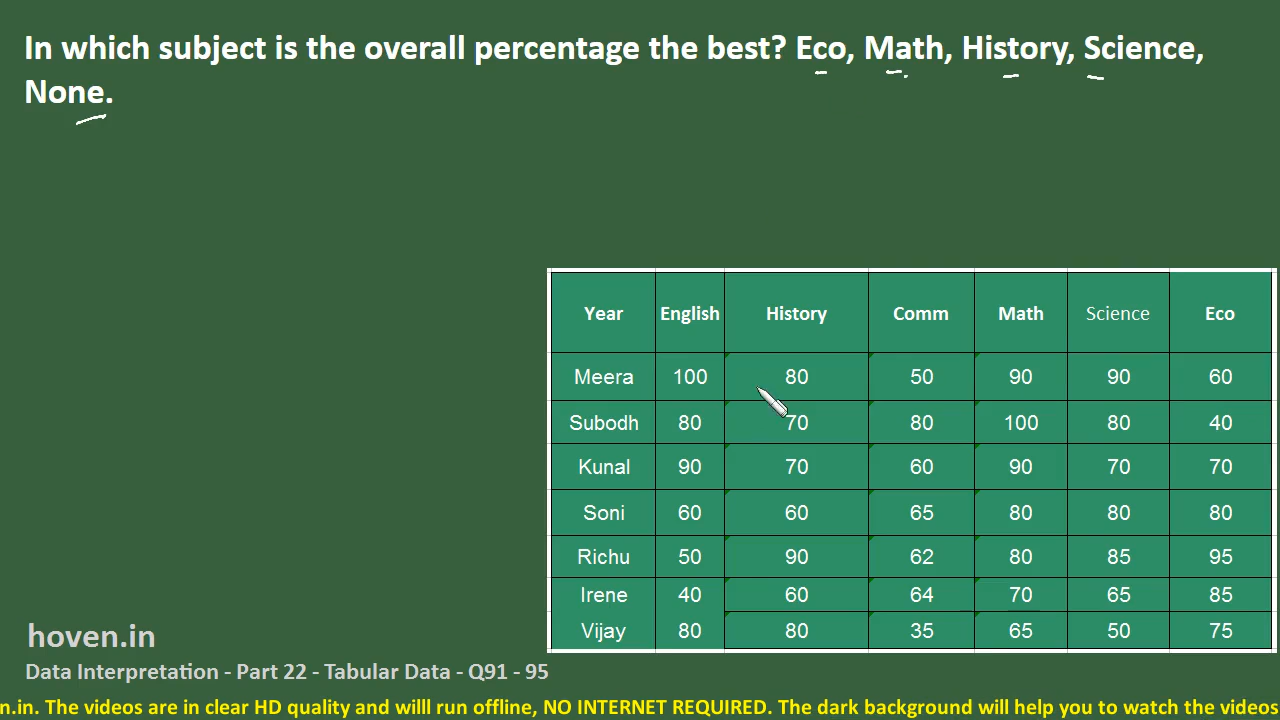 In which subject is the overall percentage the best? Eco, Math, History, Science,
None.
Year English History Comm Math Science Eco
Meera 100 80 50 90 90 60
Subodh 80 70 80 100 80 40
Kunal 90 70 60 90 70 70
Soni 60 60 65 80 80 80
Richu 50 90 62 80 85 95
Irene 40 60 64 70 65 85
Vijay 80 80 35 65 50 75
hoven.in
Data Interpretation - Part 22 - Tabular Data - Q91 - 95
n.in. The videos are in clear HD quality and willl run offline, NO INTERNET REQUIRED. The dark background will help you to watch the videos